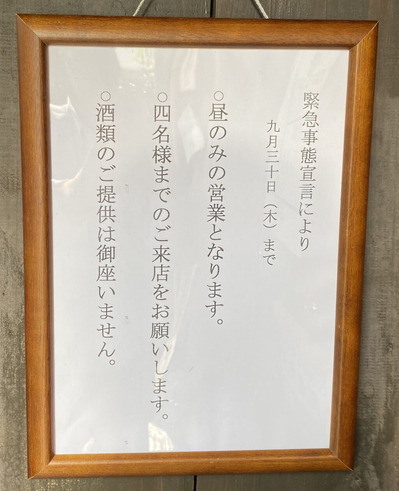 緊急事態宣言により
九月三十日（木）まで
○昼のみの営業となります。
○四名様までのご来店をお願いします。
○酒類のご提供は御座いません。